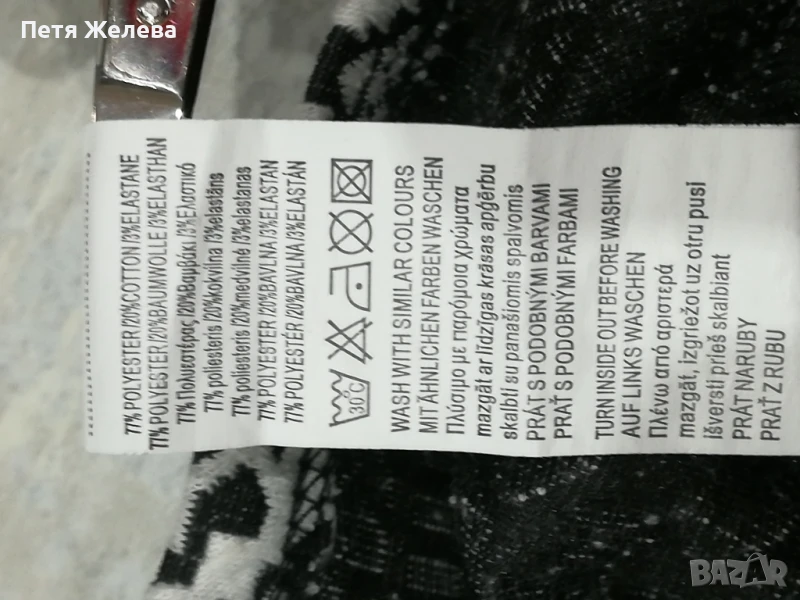 Петя Желева
77% POLYESTER /20%COTTON /3%ELASTANE
77% POLYESTER /20%BAUMWOLLE /3%ELASTHAN
77% Πολυεστέρας /20%Βαμβάκι /3%Ελαστικό
77% poliesteris /20%kokvilna /3%elastāns
77% poliesteris /20%medvilnė /3%elastanas
77% POLYESTER /20%BAVLNA /3%ELASTAN
77% POLYESTÉR /20%BAVLNA /3%ELASTÁN
30°C
WASH WITH SIMILAR COLOURS
MIT ÄHNLICHEN FARBEN WASCHEN
Πλύσιμο με παρόμοια χρώματα
mazgāt ar līdzīgas krāsas apģērbu
skalbti su panašiomis spalvomis
PRÁT S PODOBNÝMI BARVAMI
PRAŤ S PODOBNÝMI FARBAMI
TURN INSIDE OUT BEFORE WASHING
AUF LINKS WASCHEN
Πλένω από αριστερά
mazgāt, izgriežot uz otru pusi
išversti prieš skalbiant
PRÁT NARUBY
PRAŤ Z RUBU
BAZAR